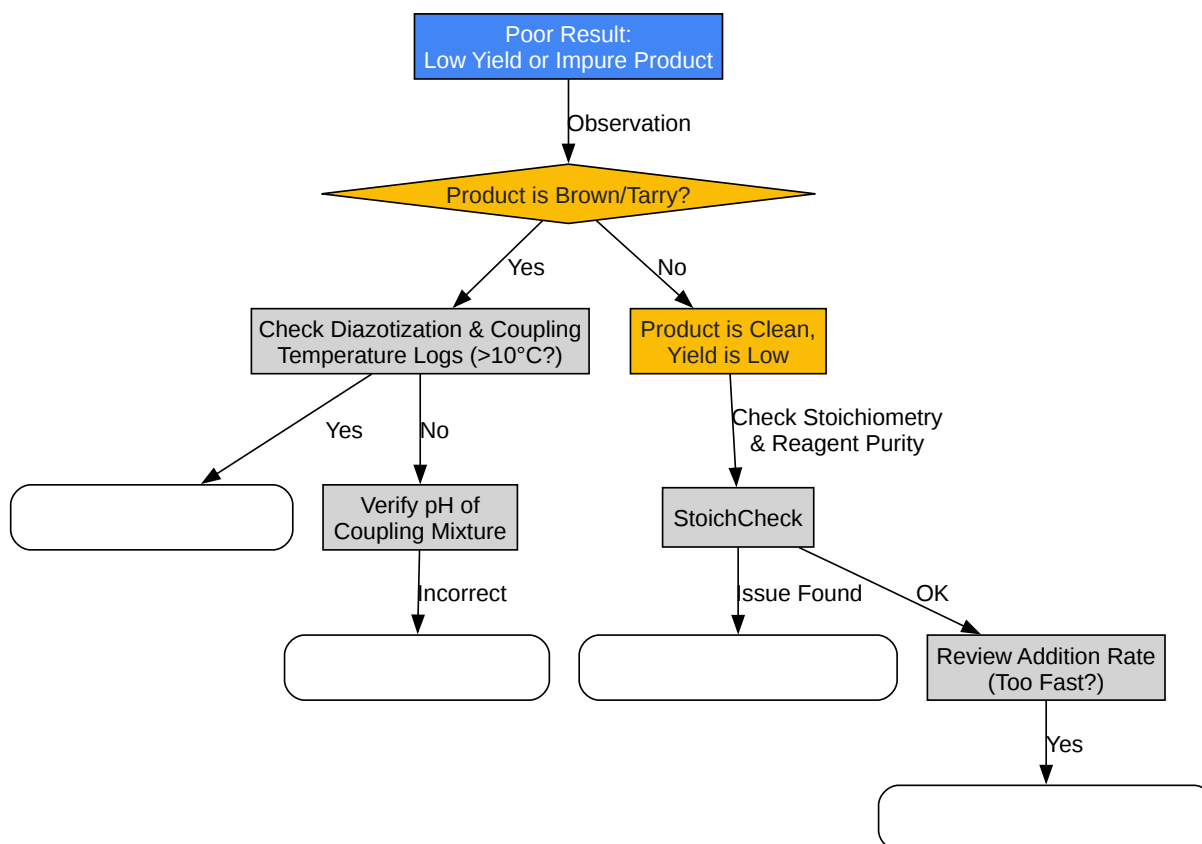 Poor Result:
Low Yield or Impure Product
Observation
Product is Brown/Tarry?
Yes
No
Check Diazotization & Coupling
Temperature Logs (>10°C?)
Product is Clean,
Yield is Low
Yes
No
Check Stoichiometry
& Reagent Purity
Verify pH of
Coupling Mixture
StoichCheck
Incorrect
Issue Found
OK
Review Addition Rate
(Too Fast?)
Yes